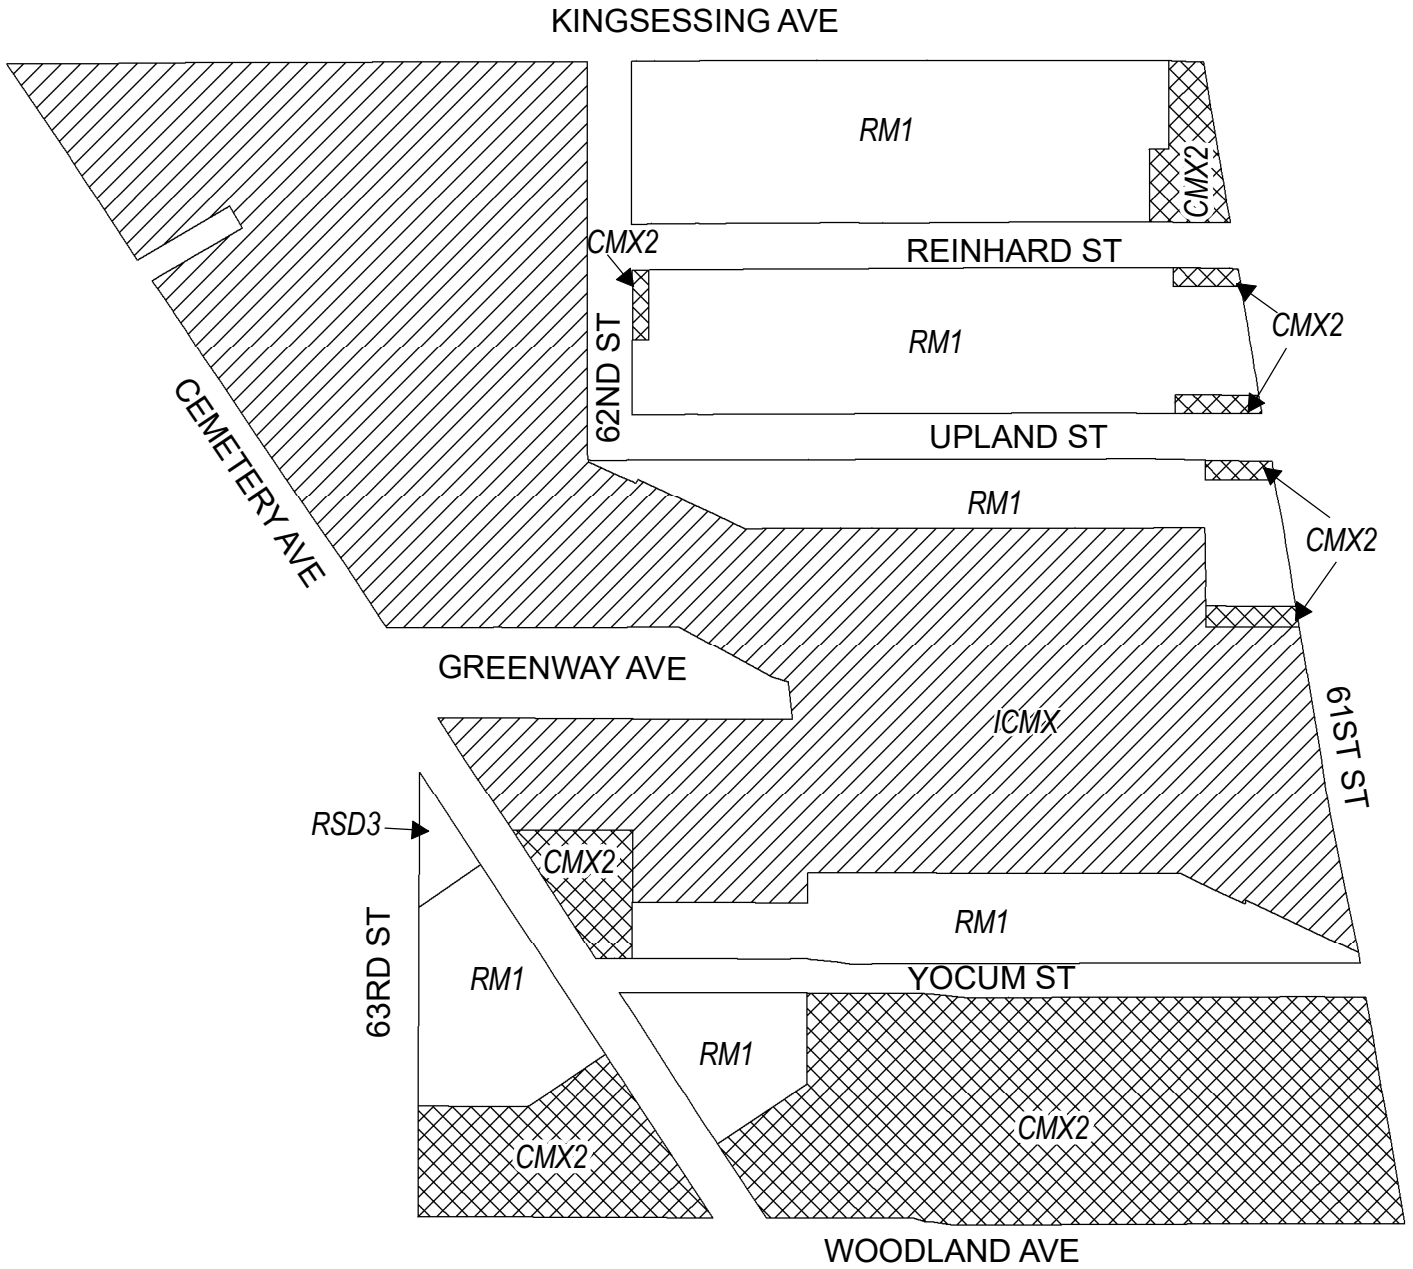 KINGSESSING AVE
RM1
CMX2
CMX2
REINHARD ST
62ND ST
RM1
CMX2
CEMETERY AVE
UPLAND ST
RM1
CMX2
GREENWAY AVE
ICMX
61ST ST
RSD3
CMX2
63RD ST
RM1
RM1
YOCUM ST
RM1
CMX2
CMX2
WOODLAND AVE